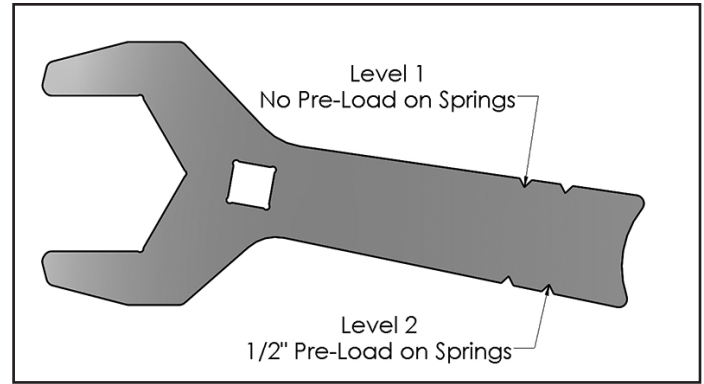 Level 1
No Pre-Load on Springs
Level 2
1/2" Pre-Load on Springs